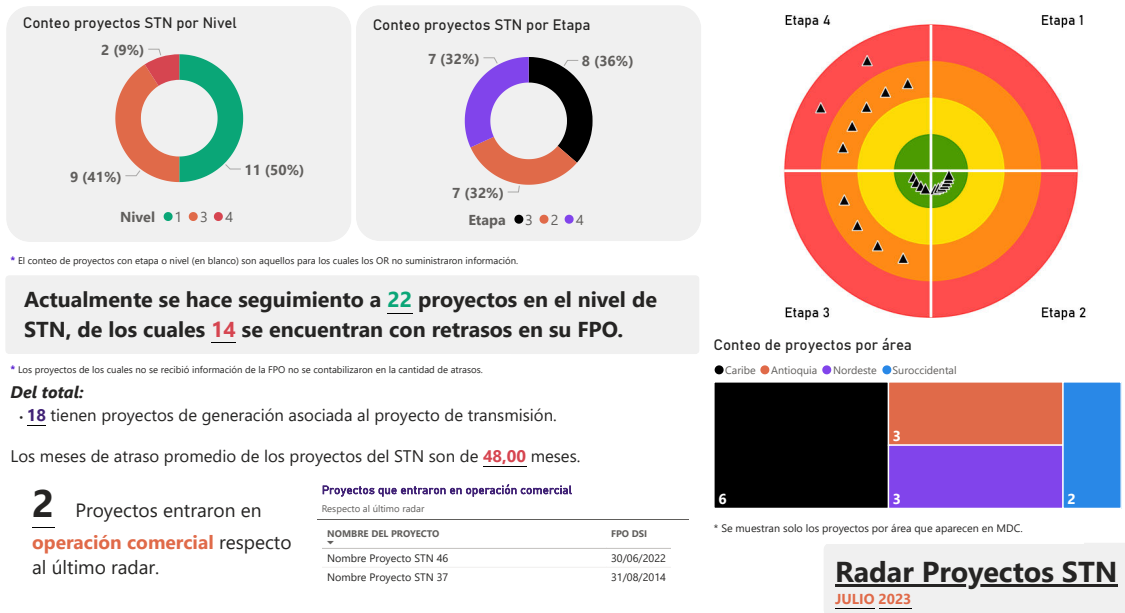 Conteo proyectos STN por Nivel
2 (9%)
9 (41%)
11 (50%)
Nivel 1 3 4
Conteo proyectos STN por Etapa
7 (32%)
8 (36%)
7 (32%)
Etapa 3 2 4
* El conteo de proyectos con etapa o nivel (en blanco) son aquellos para los cuales los OR no suministraron información.
Actualmente se hace seguimiento a 22 proyectos en el nivel de
STN, de los cuales 14 se encuentran con retrasos en su FPO.
* Los proyectos de los cuales no se recibió información de la FPO no se contabilizaron en la cantidad de atrasos.
Del total:
· 18 tienen proyectos de generación asociada al proyecto de transmisión.
Los meses de atraso promedio de los proyectos del STN son de 48,00 meses.
2 Proyectos entraron en
operación comercial respecto
al último radar.
Proyectos que entraron en operación comercial
Respecto al último radar
NOMBRE DEL PROYECTO FPO DSI
Nombre Proyecto STN 46 30/06/2022
Nombre Proyecto STN 37 31/08/2014
Etapa 4 Etapa 1
Etapa 3 Etapa 2
Conteo de proyectos por área
Caribe Antioquia Nordeste Suroccidental
6
3
3
2
* Se muestran solo los proyectos por área que aparecen en MDC.
Radar Proyectos STN
JULIO 2023